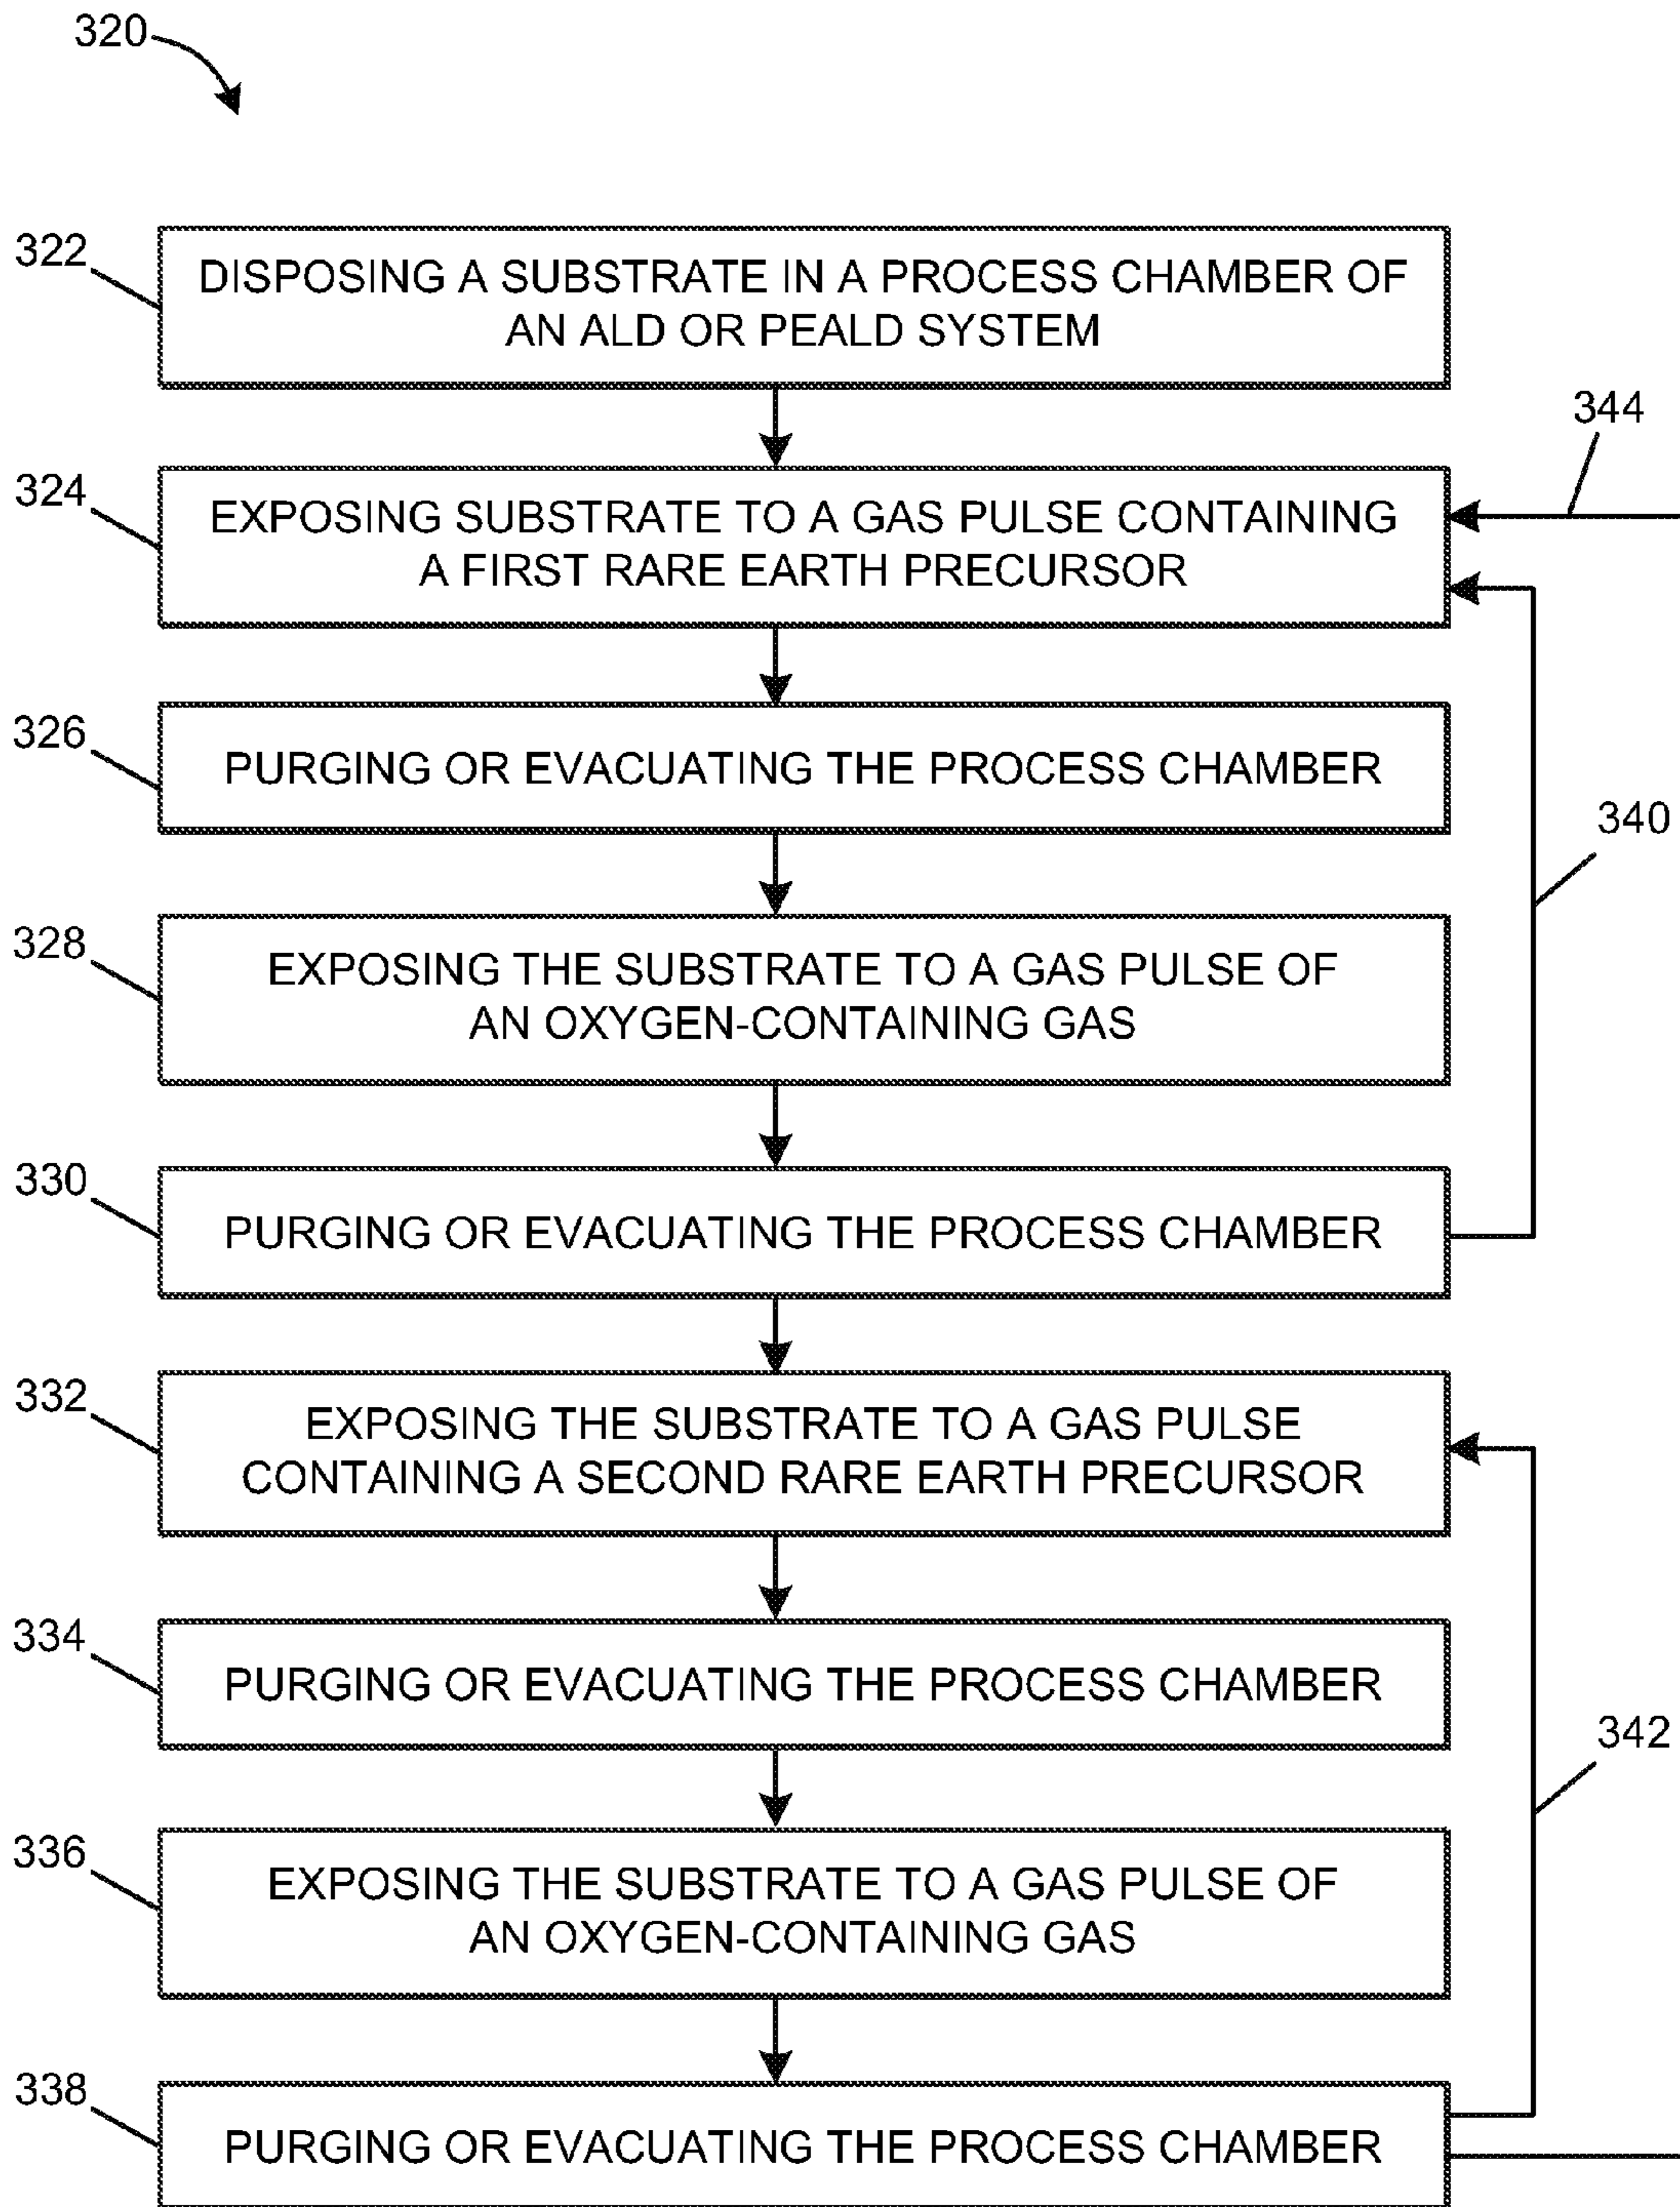 320
322
DISPOSING A SUBSTRATE IN A PROCESS CHAMBER OF
AN ALD OR PEALD SYSTEM
344
324
EXPOSING SUBSTRATE TO A GAS PULSE CONTAINING
A FIRST RARE EARTH PRECURSOR
326
PURGING OR EVACUATING THE PROCESS CHAMBER
340
328
EXPOSING THE SUBSTRATE TO A GAS PULSE OF
AN OXYGEN-CONTAINING GAS
330
PURGING OR EVACUATING THE PROCESS CHAMBER
332
EXPOSING THE SUBSTRATE TO A GAS PULSE
CONTAINING A SECOND RARE EARTH PRECURSOR
334
PURGING OR EVACUATING THE PROCESS CHAMBER
342
336
EXPOSING THE SUBSTRATE TO A GAS PULSE OF
AN OXYGEN-CONTAINING GAS
338
PURGING OR EVACUATING THE PROCESS CHAMBER